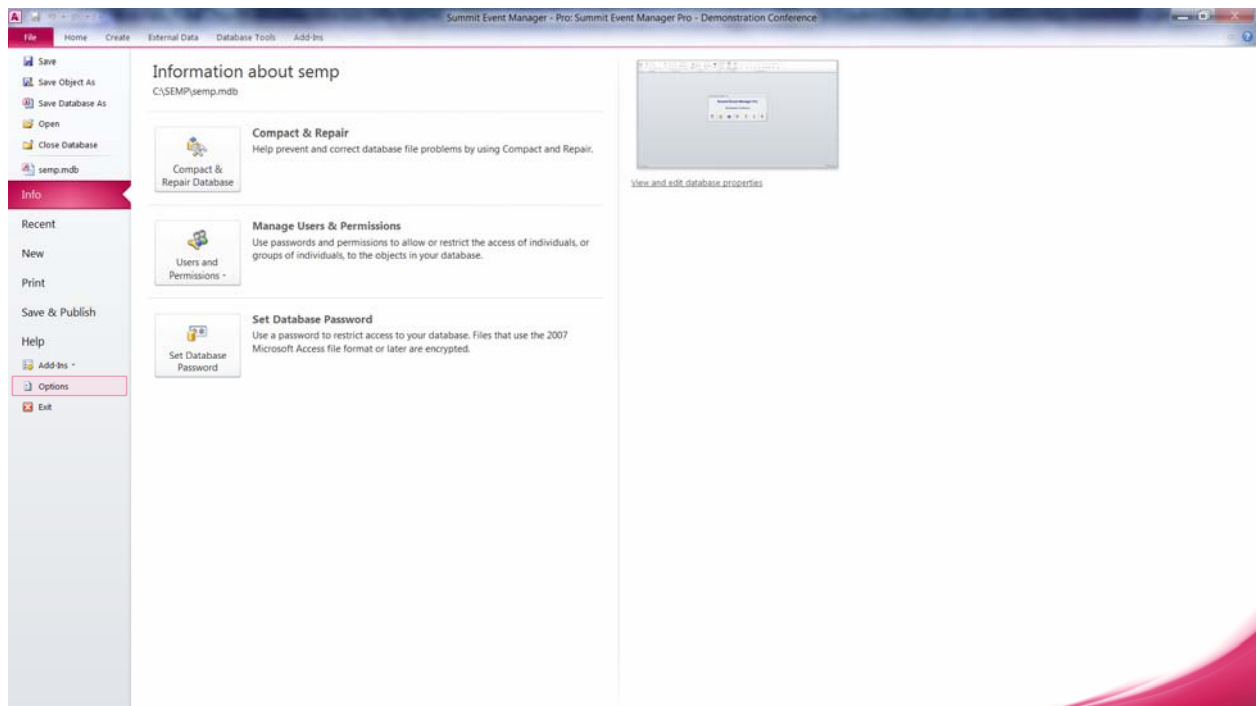 A
Summit Event Manager - Pro: Summit Event Manager Pro - Demonstration Conference
File Home Create External Data Database Tools Add-Ins
Save
Save Object As
Save Database As
Open
Close Database
semp.mdb
Info
Recent
New
Print
Save & Publish
Help
Add-Ins
Options
Exit
Information about semp
C:\SEMP\semp.mdb
Compact &
Repair Database
Compact & Repair
Help prevent and correct database file problems by using Compact and Repair.
Users and
Permissions
Manage Users & Permissions
Use passwords and permissions to allow or restrict the access of individuals, or
groups of individuals, to the objects in your database.
Set Database
Password
Set Database Password
Use a password to restrict access to your database. Files that use the 2007
Microsoft Access file format or later are encrypted.
View and edit database properties